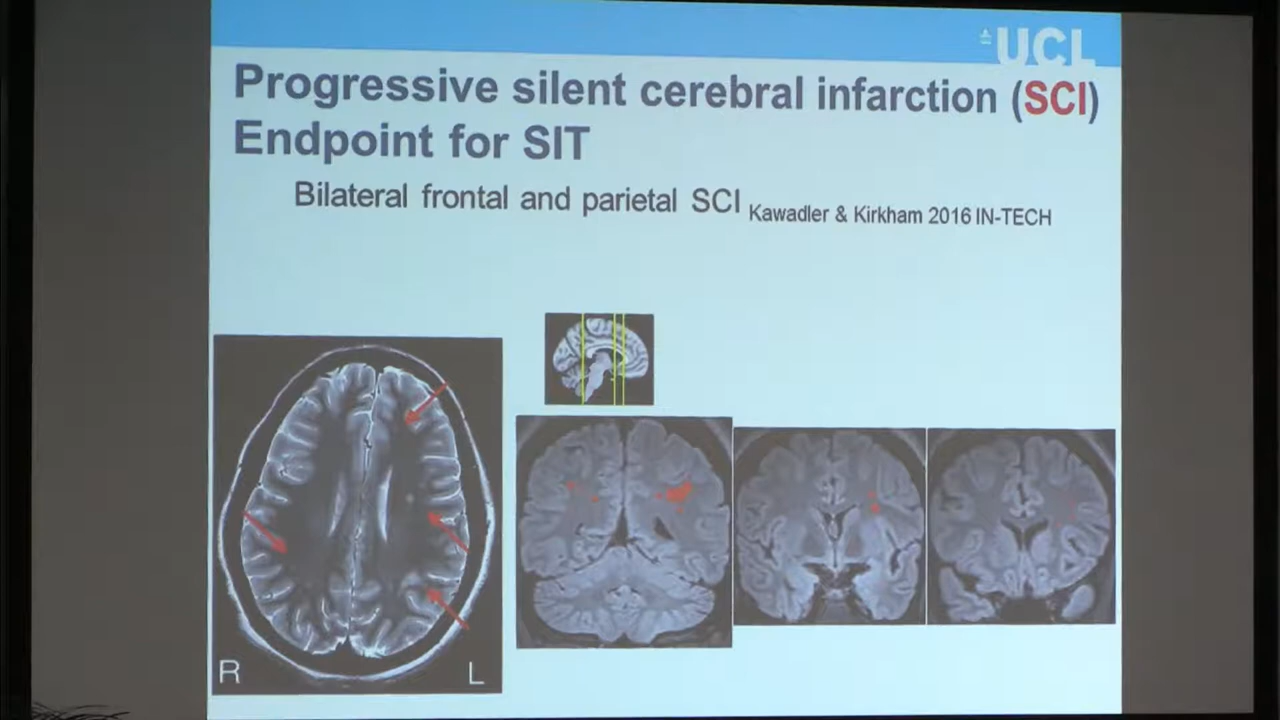 UCL
Progressive silent cerebral infarction (SCI)
Endpoint for SIT
Bilateral frontal and parietal SCI Kawadler & Kirkham 2016 IN-TECH
R
L